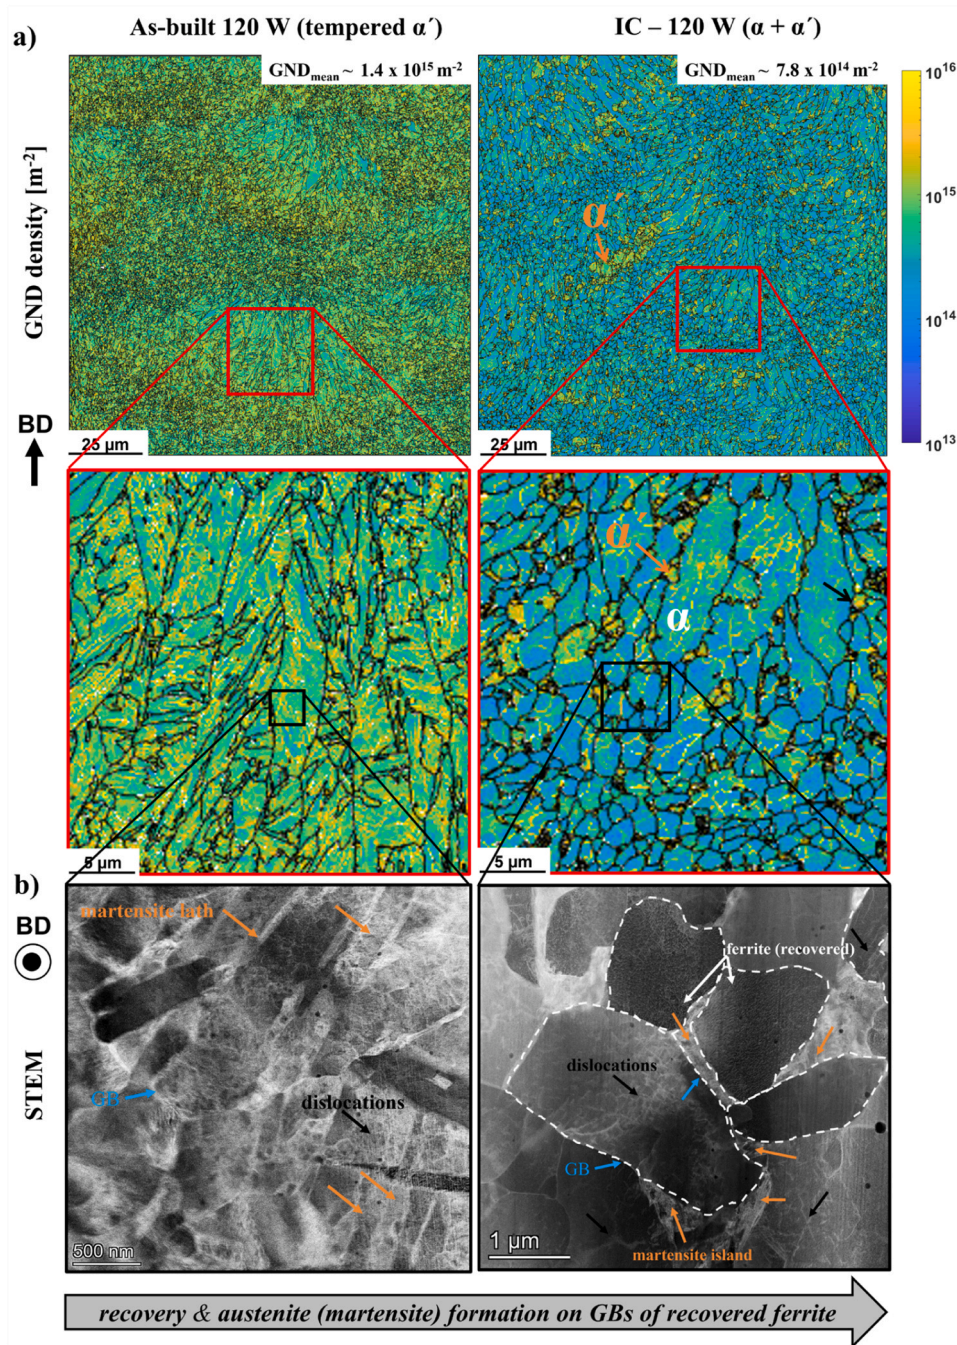 a)
As-built 120 W (tempered α´)
IC – 120 W (α + α´)
GNDmean ~ 1.4 x 10¹⁵ m⁻²
GNDmean ~ 7.8 x 10¹⁴ m⁻²
GND density [m⁻²]
10¹⁶
10¹⁵
10¹⁴
10¹³
α´
BD
25 µm
25 µm
α´
α
5 µm
5 µm
b)
BD
STEM
martensite lath
GB
dislocations
500 nm
ferrite (recovered)
dislocations
GB
martensite island
1 µm
recovery & austenite (martensite) formation on GBs of recovered ferrite